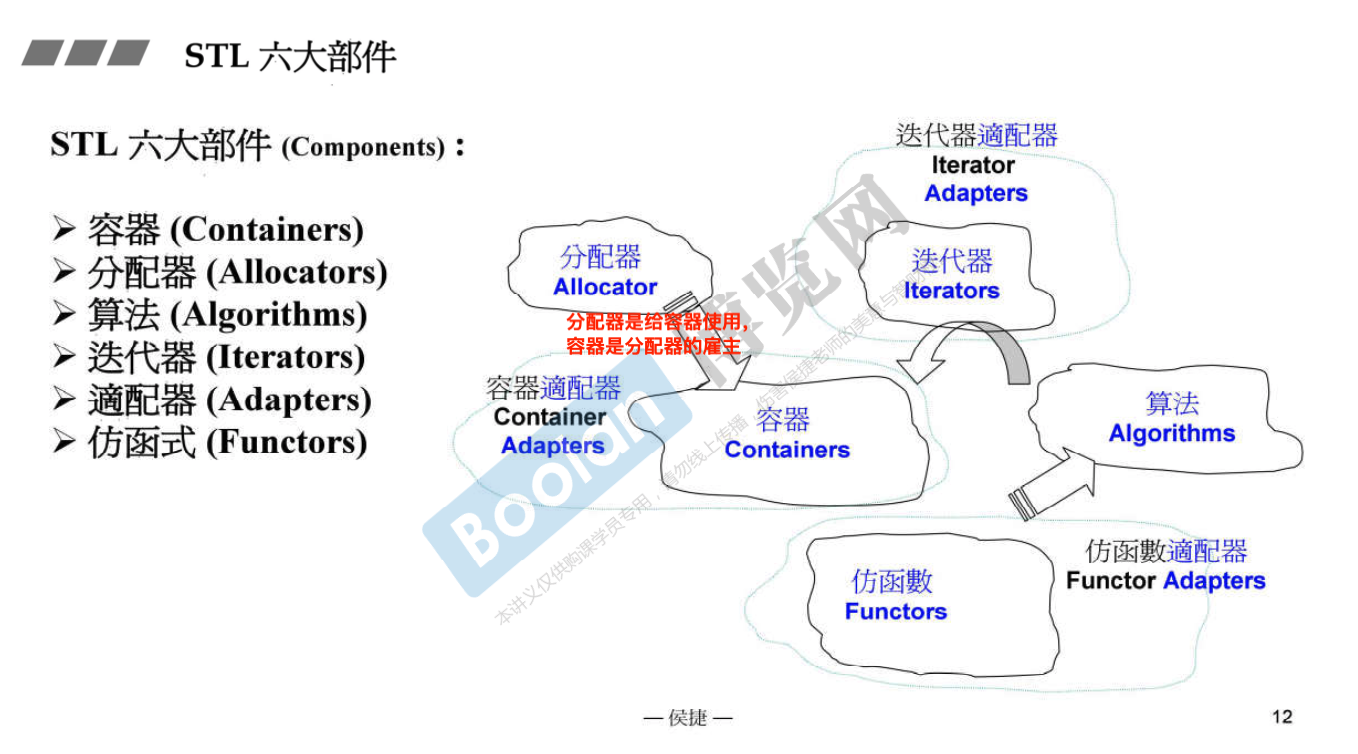 STL 六大部件
STL 六大部件 (Components) :
➢ 容器 (Containers)
➢ 分配器 (Allocators)
➢ 算法 (Algorithms)
➢ 迭代器 (Iterators)
➢ 適配器 (Adapters)
➢ 仿函式 (Functors)
迭代器適配器
Iterator
Adapters
分配器
Allocator
迭代器
Iterators
分配器是给容器使用,
容器是分配器的雇主
容器適配器
Container
Adapters
容器
Containers
算法
Algorithms
仿函數
Functors
仿函數適配器
Functor Adapters
Boolan
博览网
本讲义仅供购课学员专用,请勿线上传播,伤害侯捷老师的美意与
— 侯捷 —
12